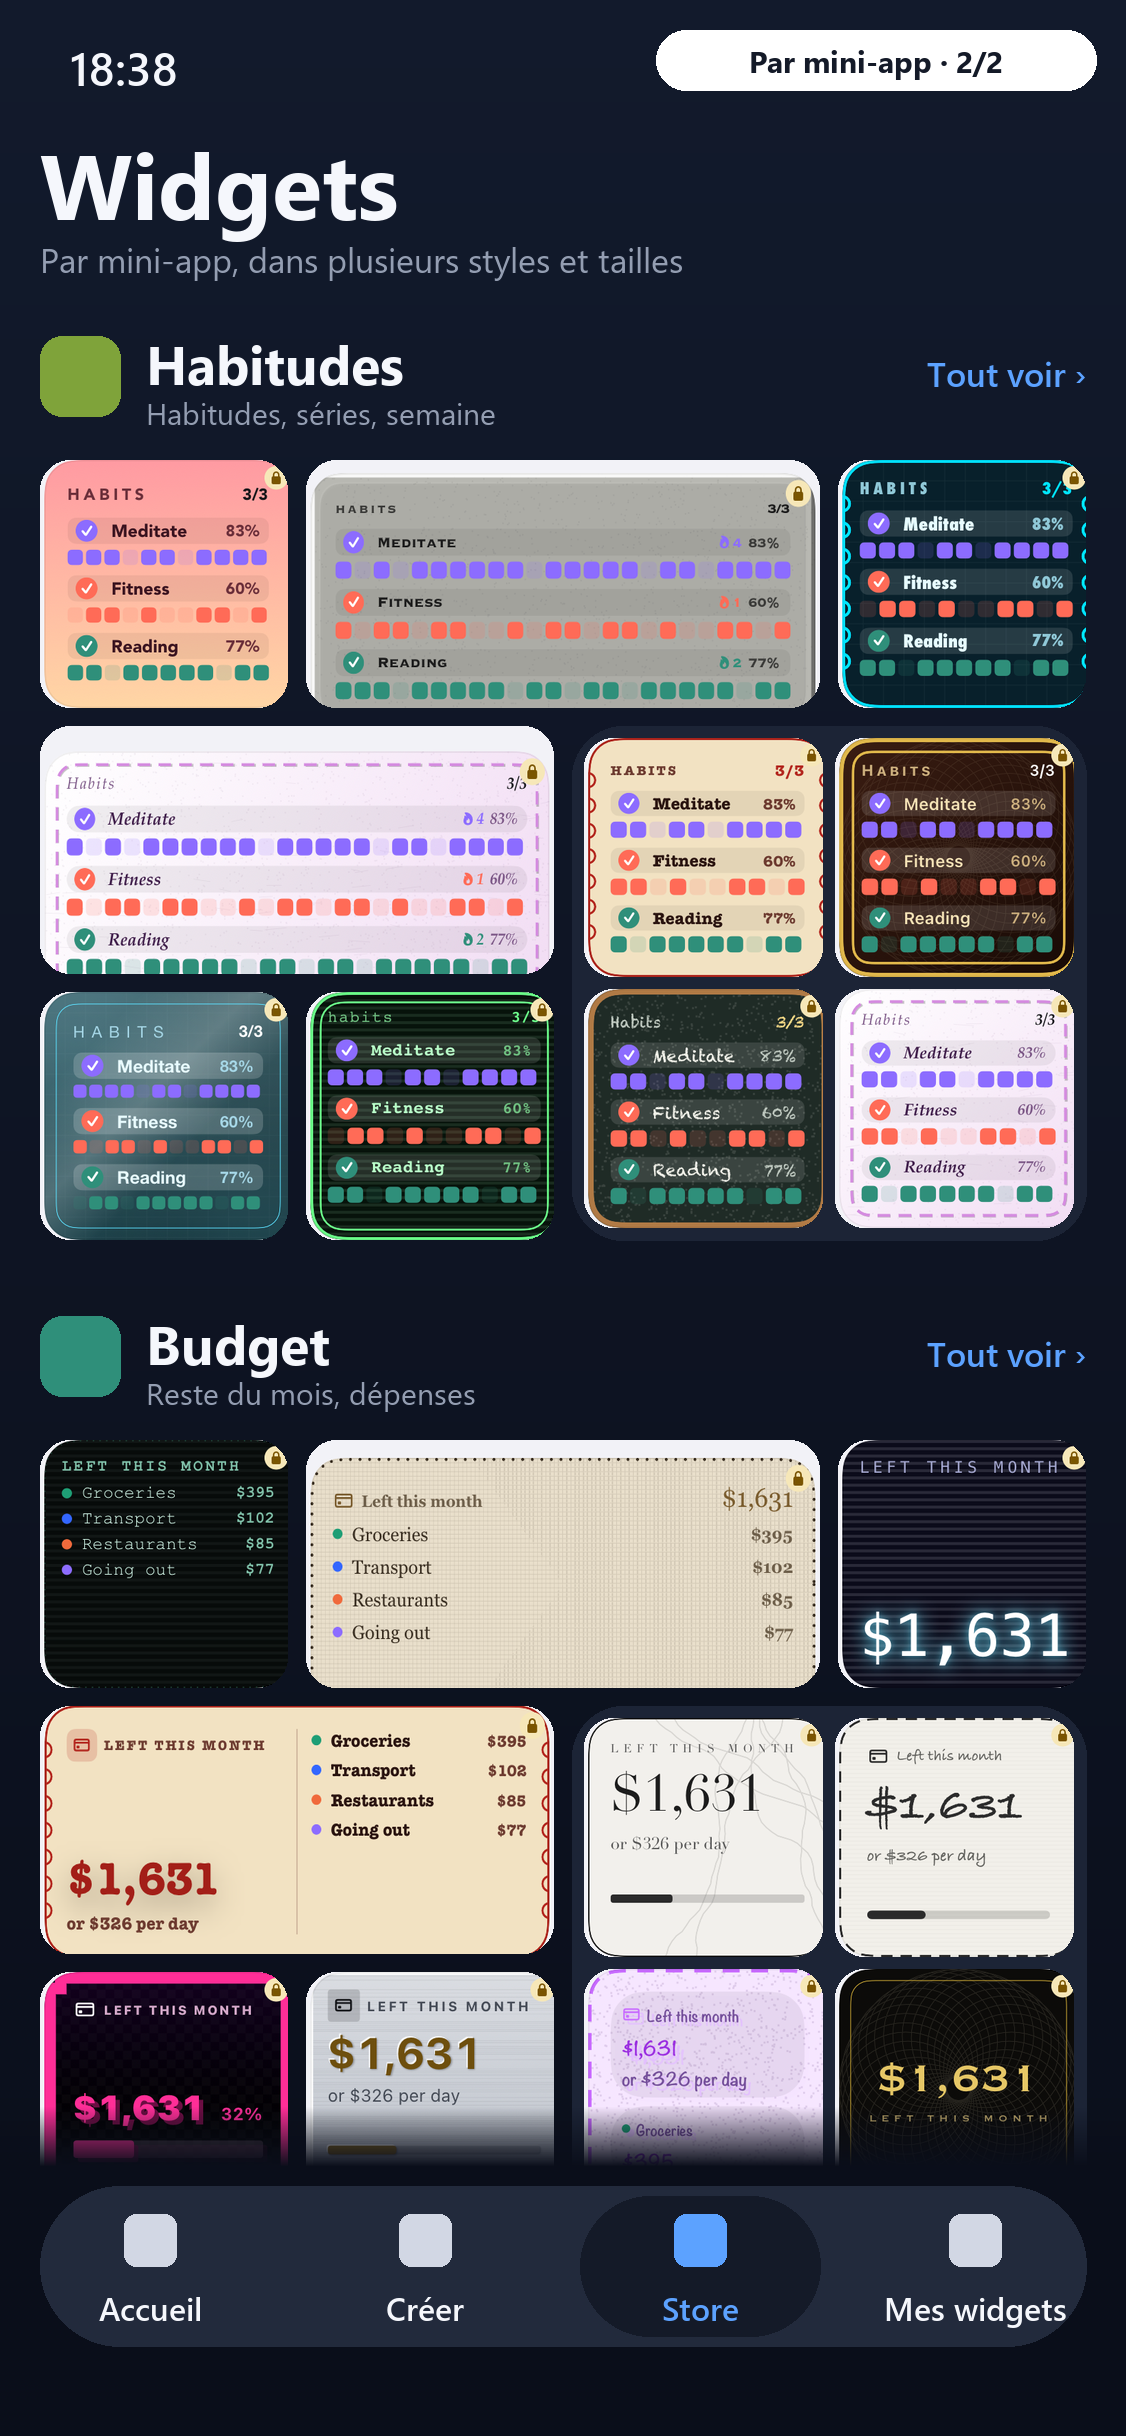 18:38
Par mini-app · 2/2
Widgets
Par mini-app, dans plusieurs styles et tailles
Habitudes
Habitudes, séries, semaine
Tout voir ›
HABITS 3/3
Meditate 83%
Fitness 60%
Reading 77%
HABITS 3/3
MEDITATE 4 83%
FITNESS 1 60%
READING 2 77%
HABITS 3/3
Meditate 83%
Fitness 60%
Reading 77%
Habits 3/3
Meditate 4 83%
Fitness 1 60%
Reading 2 77%
HABITS 3/3
Meditate 83%
Fitness 60%
Reading 77%
HABITS 3/3
Meditate 83%
Fitness 60%
Reading 77%
HABITS 3/3
Meditate 83%
Fitness 60%
Reading 77%
habits 3/3
Meditate 83%
Fitness 60%
Reading 77%
Habits 3/3
Meditate 83%
Fitness 60%
Reading 77%
Habits 3/3
Meditate 83%
Fitness 60%
Reading 77%
Budget
Reste du mois, dépenses
Tout voir ›
LEFT THIS MONTH
Groceries $395
Transport $102
Restaurants $85
Going out $77
Left this month $1,631
Groceries $395
Transport $102
Restaurants $85
Going out $77
LEFT THIS MONTH
$1,631
LEFT THIS MONTH
$1,631
or $326 per day
Groceries $395
Transport $102
Restaurants $85
Going out $77
LEFT THIS MONTH
$1,631
or $326 per day
Left this month
$1,631
or $326 per day
LEFT THIS MONTH
$1,631 32%
LEFT THIS MONTH
$1,631
or $326 per day
Left this month
$1,631
or $326 per day
Groceries
$395
$1,631
LEFT THIS MONTH
Accueil
Créer
Store
Mes widgets